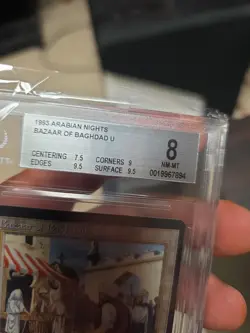 1993 ARABIAN NIGHTS
BAZAAR OF BAGHDAD U
CENTERING 7.5 CORNERS 9
EDGES 9.5 SURFACE 9.5
8
NM-MT
0019967894